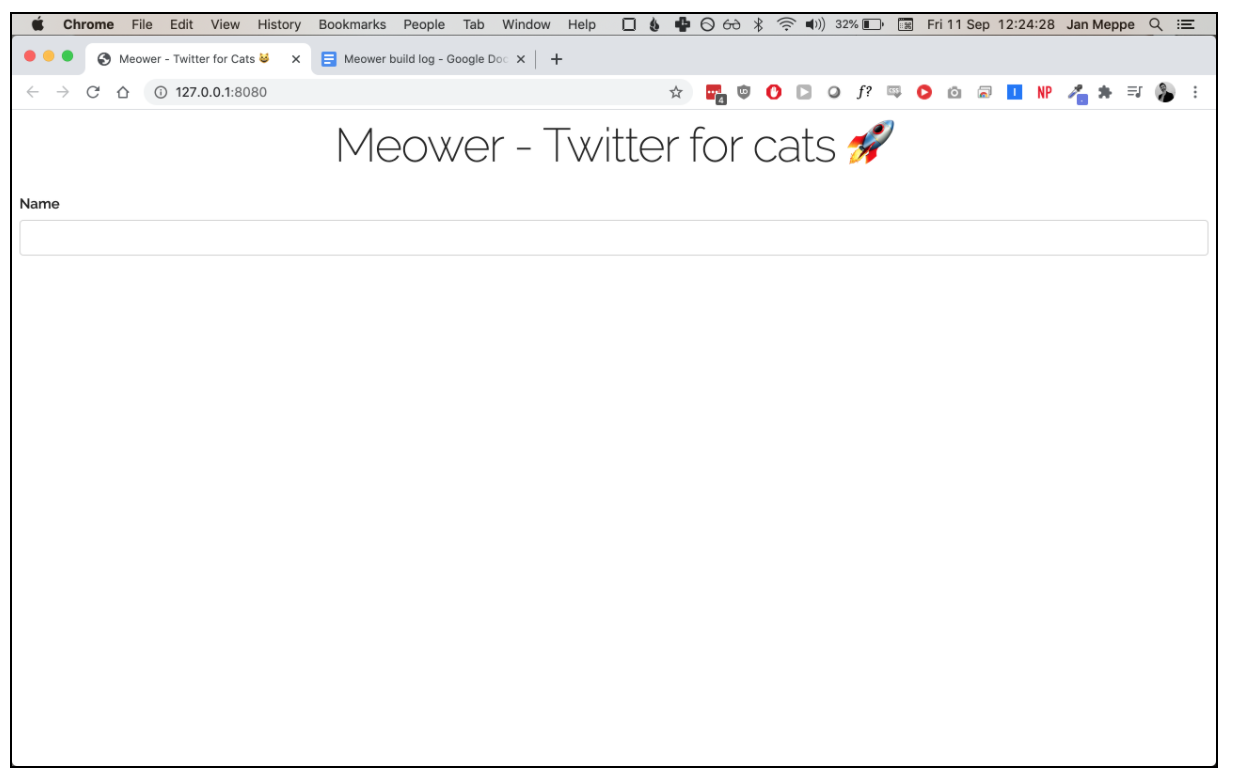 Chrome File Edit View History Bookmarks People Tab Window Help 32% Fri 11 Sep 12:24:28 Jan Meppe
Meower - Twitter for Cats 😺 Meower build log - Google Doc
127.0.0.1:8080 4 f? I NP
Meower - Twitter for cats 🚀
Name